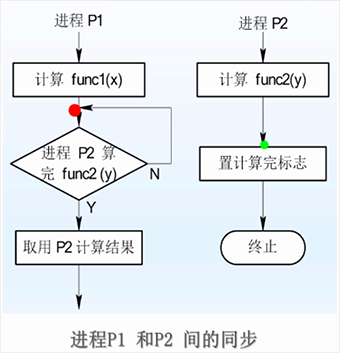 进程 P1
计算 func1(x)
进程 P2 算
完 func2 (y)
N
Y
取用 P2 计算结果
进程 P2
计算 func2(y)
置计算完标志
终止
进程P1 和P2 间的同步